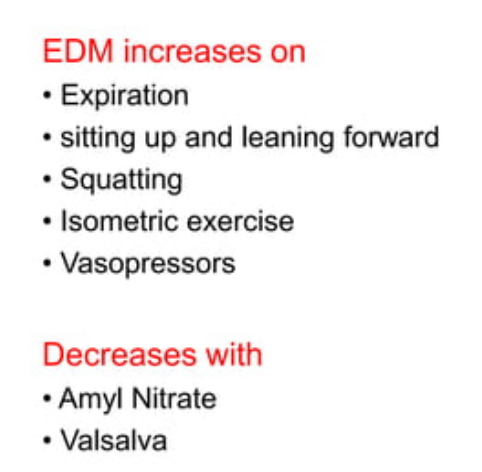 EDM increases on
• Expiration
• sitting up and leaning forward
• Squatting
• Isometric exercise
• Vasopressors
Decreases with
• Amyl Nitrate
• Valsalva